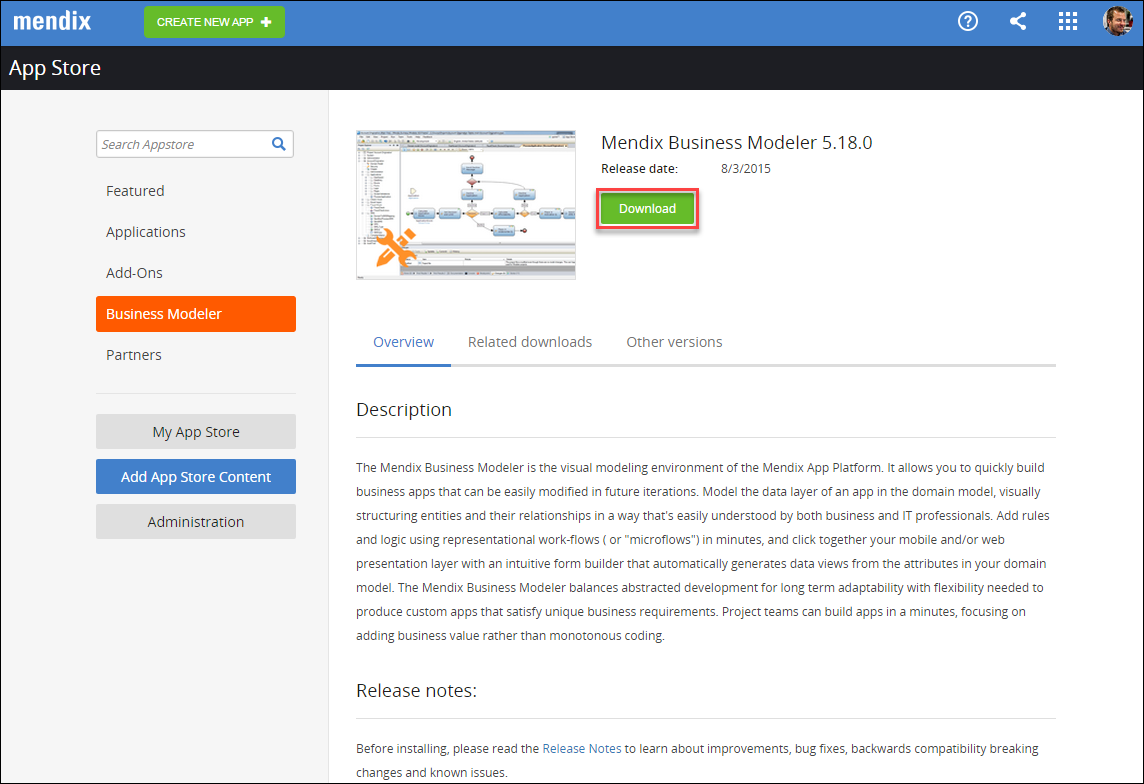 mendix
CREATE NEW APP +
App Store
Search Appstore
Featured
Applications
Add-Ons
Business Modeler
Partners
My App Store
Add App Store Content
Administration
Mendix Business Modeler 5.18.0
Release date: 8/3/2015
Download
Overview Related downloads Other versions
Description
The Mendix Business Modeler is the visual modeling environment of the Mendix App Platform. It allows you to quickly build
business apps that can be easily modified in future iterations. Model the data layer of an app in the domain model, visually
structuring entities and their relationships in a way that's easily understood by both business and IT professionals. Add rules
and logic using representational work-flows ( or "microflows") in minutes, and click together your mobile and/or web
presentation layer with an intuitive form builder that automatically generates data views from the attributes in your domain
model. The Mendix Business Modeler balances abstracted development for long term adaptability with flexibility needed to
produce custom apps that satisfy unique business requirements. Project teams can build apps in a minutes, focusing on
adding business value rather than monotonous coding.
Release notes:
Before installing, please read the Release Notes to learn about improvements, bug fixes, backwards compatibility breaking
changes and known issues.